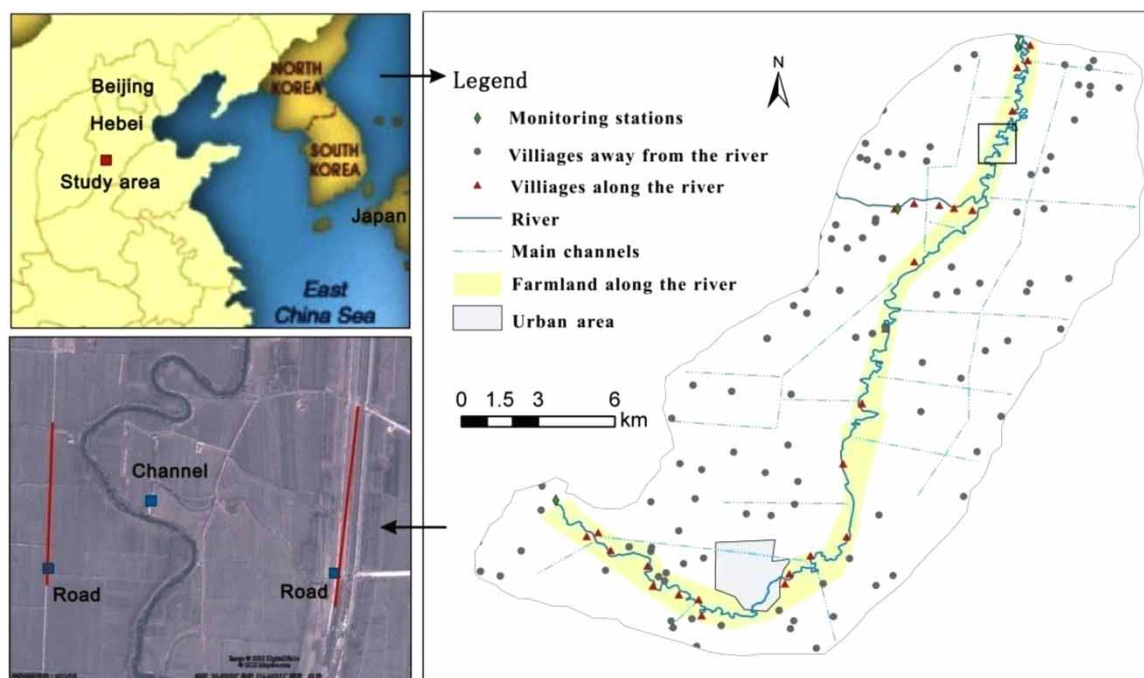 Beijing
Hebei
Study area
NORTH
KOREA
SOUTH
KOREA
Japan
East
China Sea
Channel
Road
Road
Legend
Monitoring stations
Villiages away from the river
Villiages along the river
River
Main channels
Farmland along the river
Urban area
0 1.5 3 6
km
N